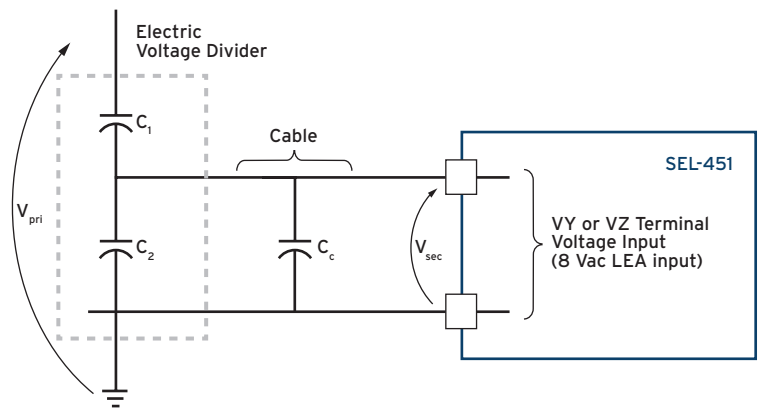 Electric
Voltage Divider
C1
Cable
SEL-451
Vpri
C2
Cc
Vsec
VY or VZ Terminal
Voltage Input
(8 Vac LEA input)